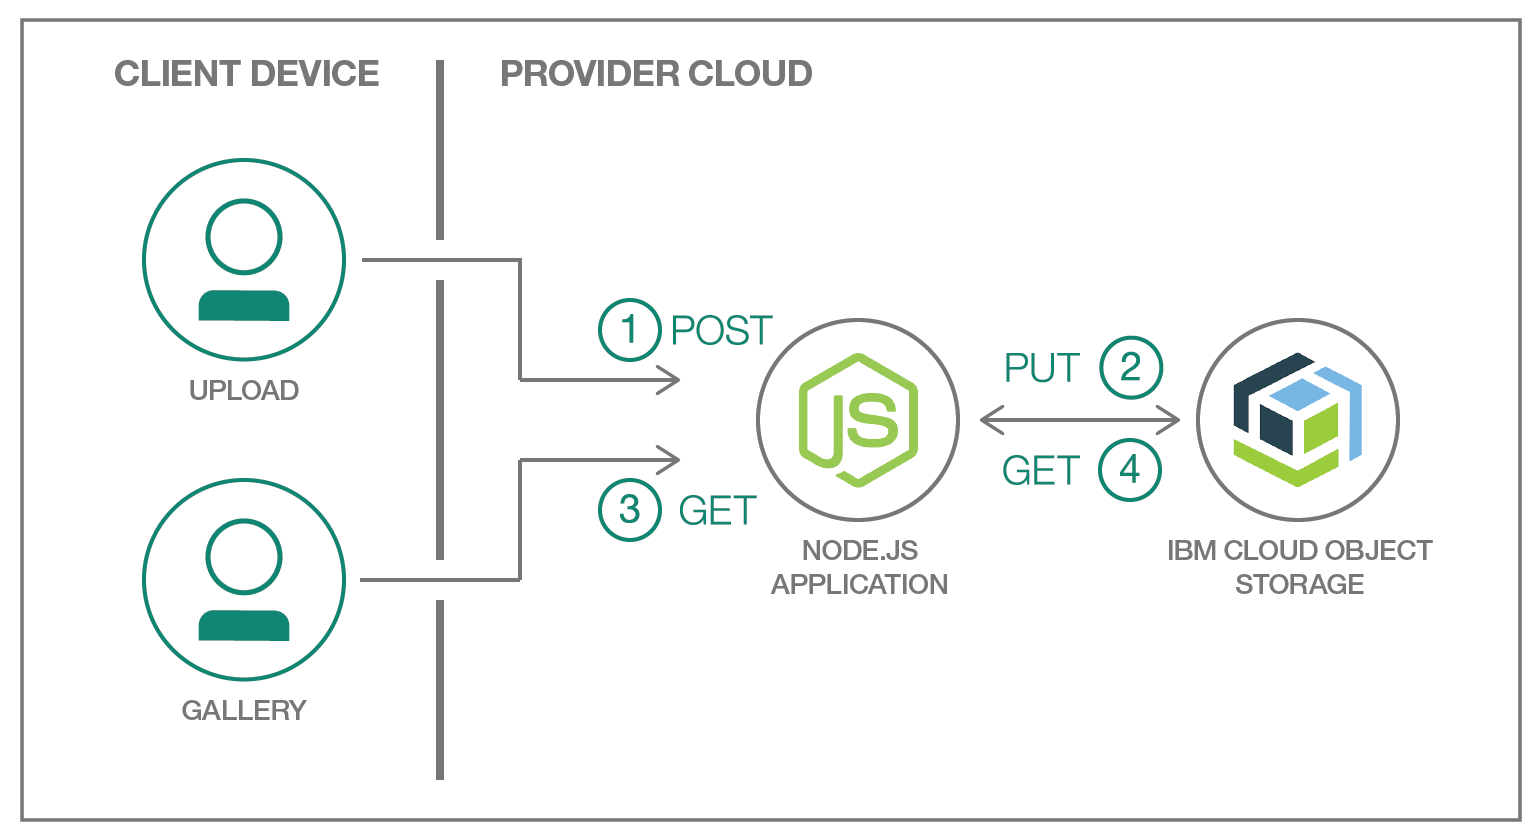 CLIENT DEVICE
PROVIDER CLOUD
UPLOAD
1 POST
3 GET
GALLERY
JS
NODE.JS
APPLICATION
PUT 2
GET 4
IBM CLOUD OBJECT
STORAGE